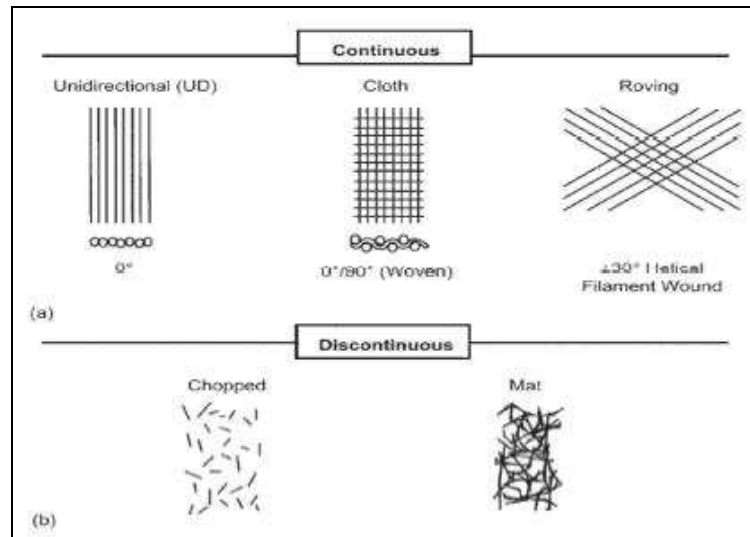 Continuous
Unidirectional (UD)
Cloth
Roving
0°
0°/90° (Woven)
±30° Helical
Filament Wound
(a)
Discontinuous
Chopped
Mat
(b)